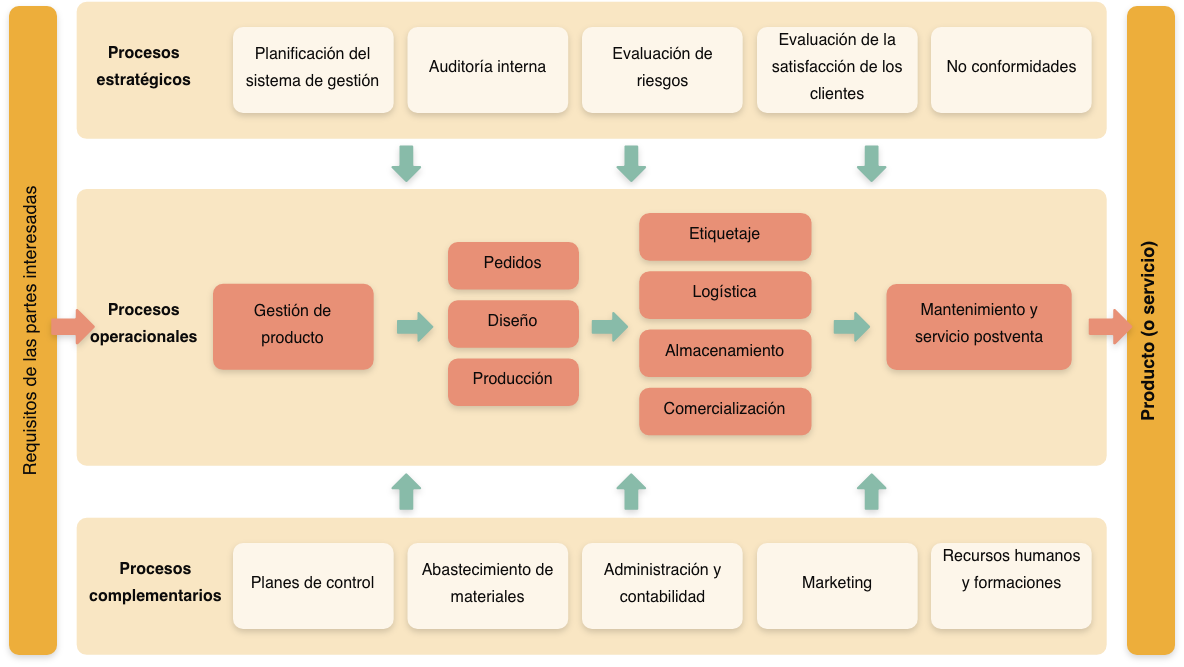 Requisitos de las partes interesadas
Procesos
estratégicos
Planificación del
sistema de gestión
Auditoría interna
Evaluación de
riesgos
Evaluación de la
satisfacción de los
clientes
No conformidades
Procesos
operacionales
Gestión de
producto
Pedidos
Diseño
Producción
Etiquetaje
Logística
Almacenamiento
Comercialización
Mantenimiento y
servicio postventa
Procesos
complementarios
Planes de control
Abastecimiento de
materiales
Administración y
contabilidad
Marketing
Recursos humanos
y formaciones
Producto (o servicio)